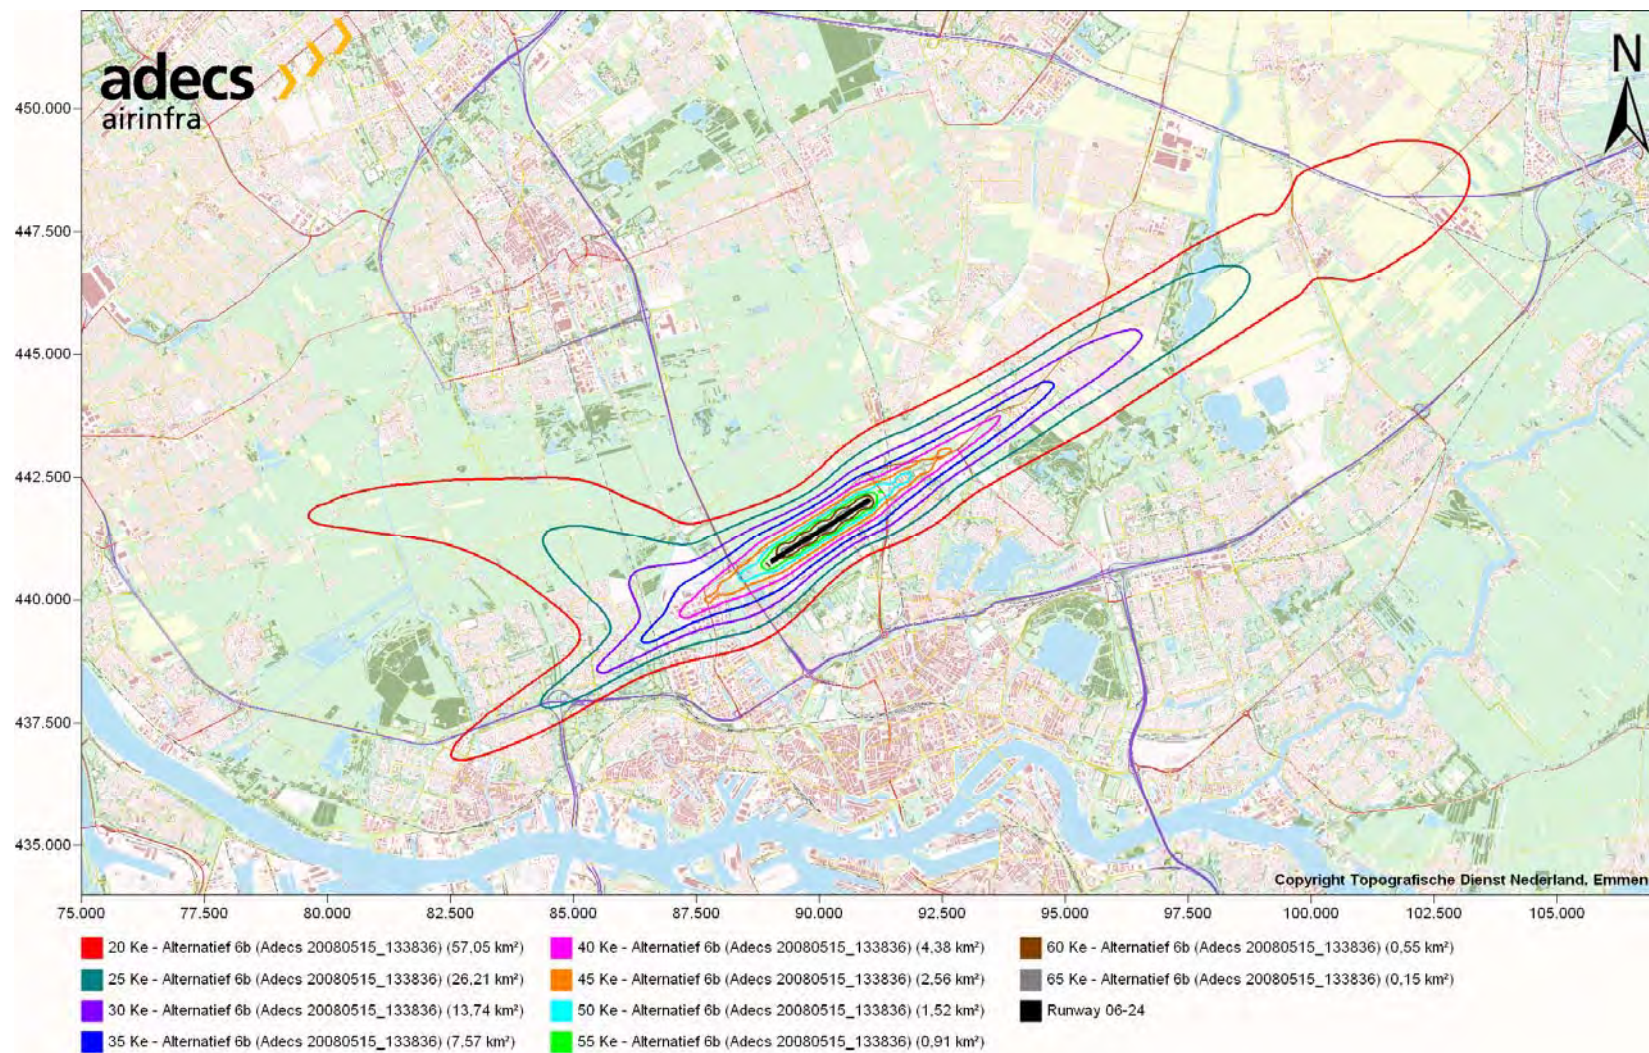 adecs
airinfra
N
450.000
447.500
445.000
442.500
440.000
437.500
435.000
Copyright Topografische Dienst Nederland, Emmen
75.000 77.500 80.000 82.500 85.000 87.500 90.000 92.500 95.000 97.500 100.000 102.500 105.000
20 Ke - Alternatief 6b (Adecs 20080515_133836) (57,05 km²)
25 Ke - Alternatief 6b (Adecs 20080515_133836) (26,21 km²)
30 Ke - Alternatief 6b (Adecs 20080515_133836) (13,74 km²)
35 Ke - Alternatief 6b (Adecs 20080515_133836) (7,57 km²)
40 Ke - Alternatief 6b (Adecs 20080515_133836) (4,38 km²)
45 Ke - Alternatief 6b (Adecs 20080515_133836) (2,56 km²)
50 Ke - Alternatief 6b (Adecs 20080515_133836) (1,52 km²)
55 Ke - Alternatief 6b (Adecs 20080515_133836) (0,91 km²)
60 Ke - Alternatief 6b (Adecs 20080515_133836) (0,55 km²)
65 Ke - Alternatief 6b (Adecs 20080515_133836) (0,15 km²)
Runway 06-24